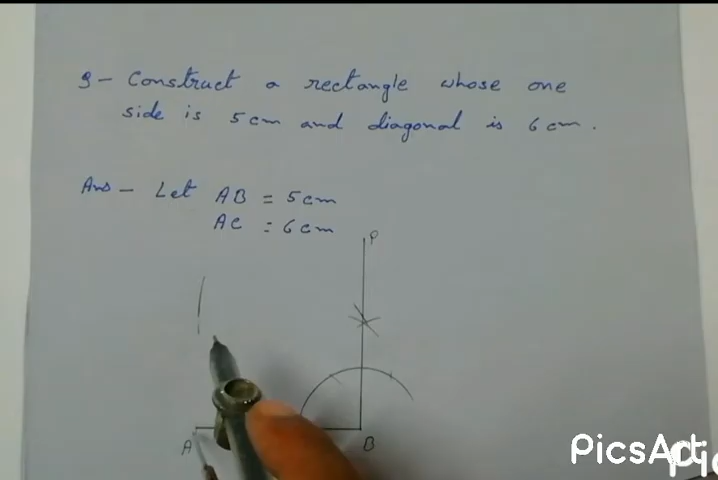 9- Construct a rectangle whose one
side is 5cm and diagonal is 6cm.
Ans- Let AB = 5cm
AC = 6cm
P
A
B
PicsArt